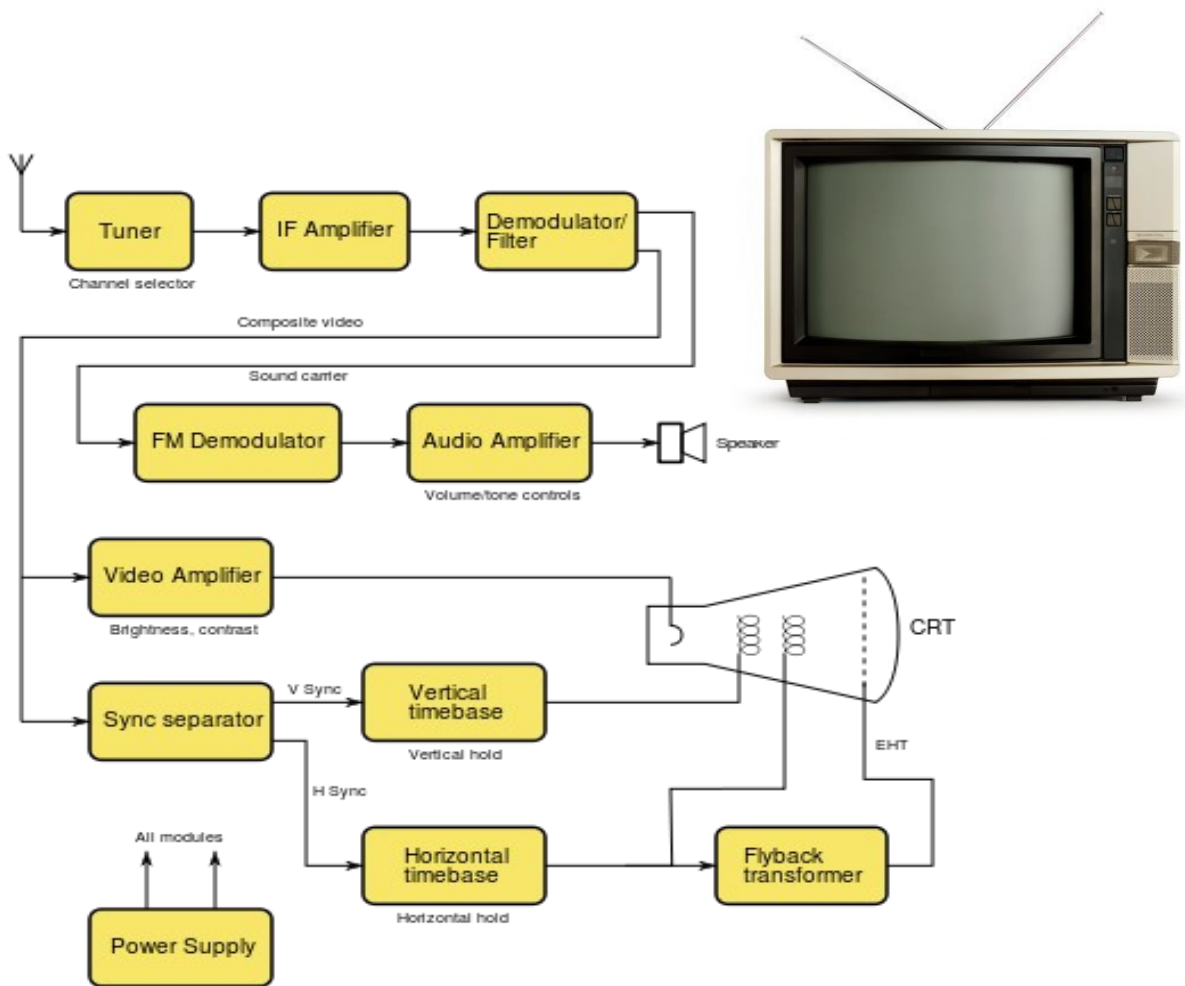 Tuner
Channel selector
IF Amplifier
Demodulator/
Filter
Composite video
Sound carrier
FM Demodulator
Audio Amplifier
Volume/tone controls
Speaker
Video Amplifier
Brightness, contrast
CRT
Sync separator
V Sync
Vertical
timebase
Vertical hold
EHT
H Sync
Horizontal
timebase
Horizontal hold
Flyback
transformer
All modules
Power Supply